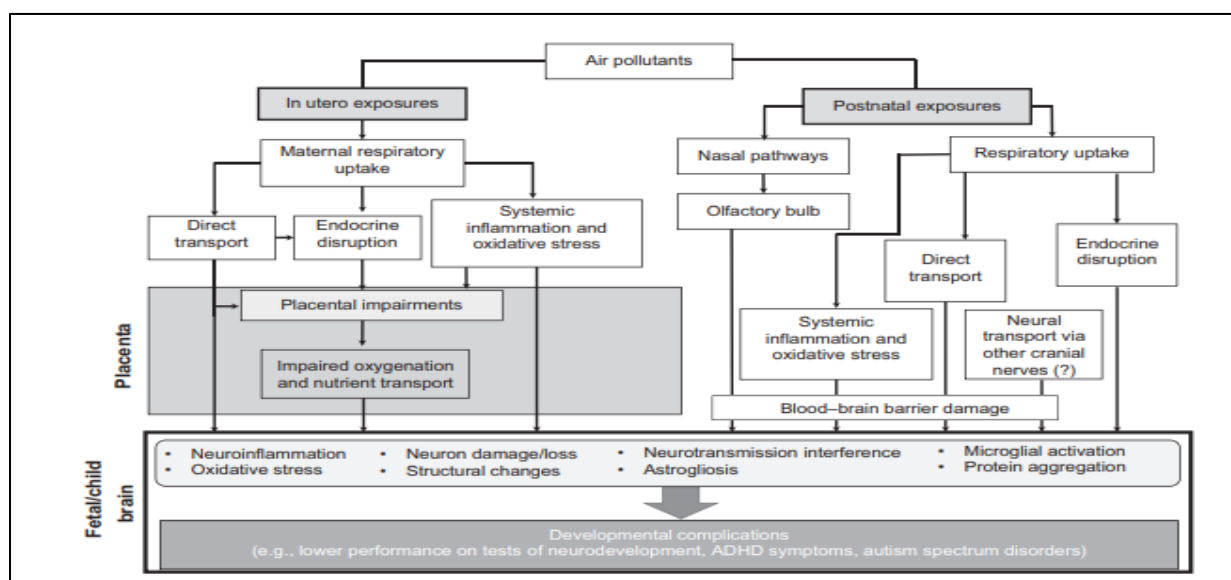 Air pollutants
In utero exposures
Postnatal exposures
Maternal respiratory
uptake
Nasal pathways
Respiratory uptake
Direct
transport
Endocrine
disruption
Systemic
inflammation and
oxidative stress
Olfactory bulb
Direct
transport
Endocrine
disruption
Placenta
Placental impairments
Impaired oxygenation
and nutrient transport
Systemic
inflammation and
oxidative stress
Neural
transport via
other cranial
nerves (?)
Blood–brain barrier damage
Fetal/child
brain
• Neuroinflammation
• Oxidative stress
• Neuron damage/loss
• Structural changes
• Neurotransmission interference
• Astrogliosis
• Microglial activation
• Protein aggregation
Developmental complications
(e.g., lower performance on tests of neurodevelopment, ADHD symptoms, autism spectrum disorders)